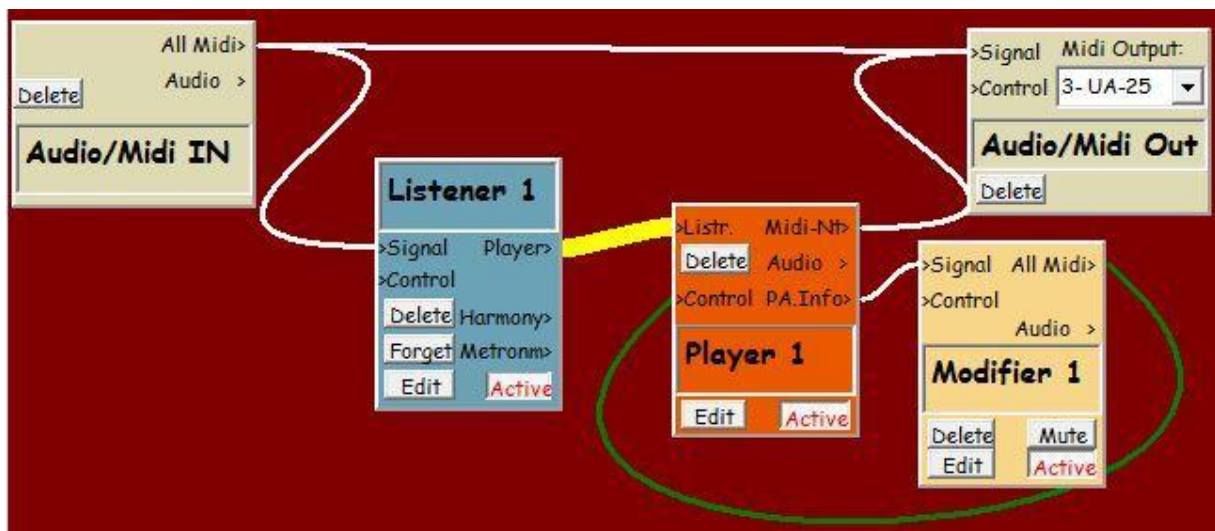 All Midi>
Audio >
Delete
Audio/Midi IN
>Signal Midi Output:
>Control 3- UA-25
Audio/Midi Out
Delete
Listener 1
>Signal Player>
>Control
Delete Harmony>
Forget Metronm>
Edit Active
>Listr. Midi-Nt>
Delete Audio >
>Control PA.Info>
Player 1
Edit Active
>Signal All Midi>
>Control
Audio >
Modifier 1
Delete Mute
Edit Active